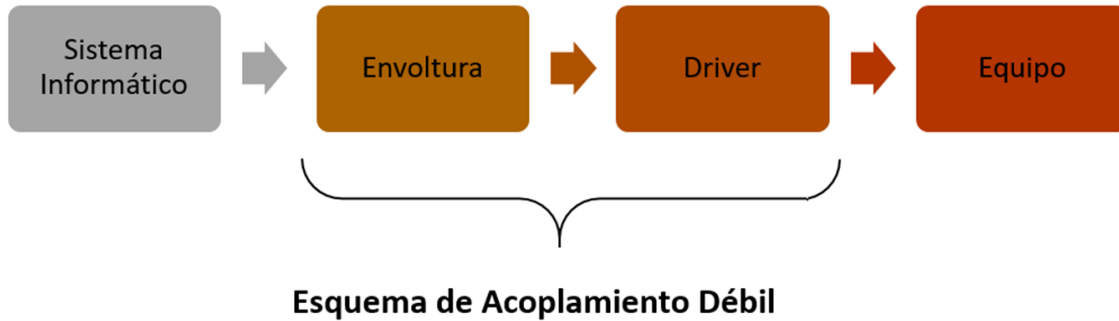 Sistema
Informático
Envoltura
Driver
Equipo
Esquema de Acoplamiento Débil